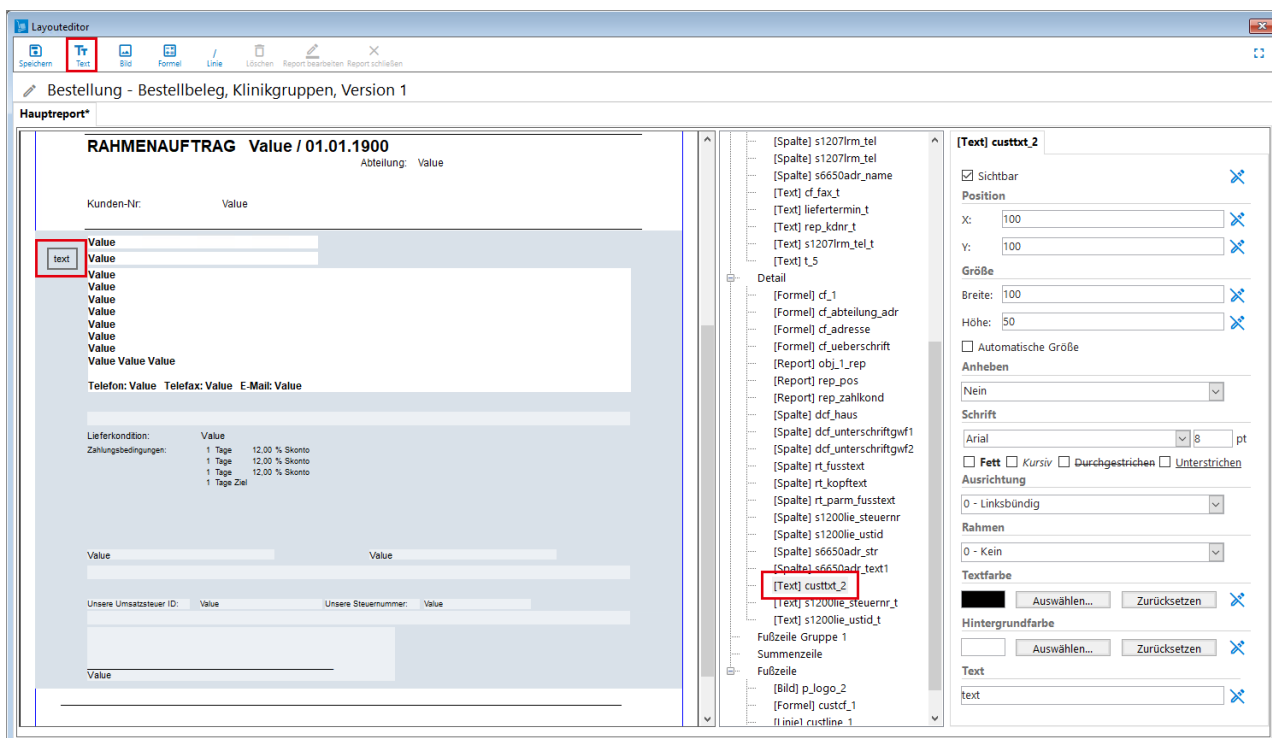 Layouteditor
Speichern Text Bild Formel Linie Löschen Report bearbeiten Report schließen
Bestellung - Bestellbeleg, Klinikgruppen, Version 1
Hauptreport*
RAHMENAUFTRAG Value / 01.01.1900
Abteilung: Value
Kunden-Nr: Value
Value
text Value
Value
Value
Value
Value
Value
Value
Value
Value Value Value
Telefon: Value Telefax: Value E-Mail: Value
Lieferkondition: Value
Zahlungsbedingungen: 1 Tage 12,00 % Skonto
1 Tage 12,00 % Skonto
1 Tage 12,00 % Skonto
1 Tage Ziel
Value Value
Unsere Umsatzsteuer ID: Value Unsere Steuernummer: Value
Value
[Spalte] s1207lrm_tel
[Spalte] s1207lrm_tel
[Spalte] s6650adr_name
[Text] cf_fax_t
[Text] liefertermin_t
[Text] rep_kdnr_t
[Text] s1207lrm_tel_t
[Text] t_5
Detail
[Formel] cf_1
[Formel] cf_abteilung_adr
[Formel] cf_adresse
[Formel] cf_ueberschrift
[Report] obj_1_rep
[Report] rep_pos
[Report] rep_zahlkond
[Spalte] dcf_haus
[Spalte] dcf_unterschriftgwf1
[Spalte] dcf_unterschriftgwf2
[Spalte] rt_fusstext
[Spalte] rt_kopftext
[Spalte] rt_parm_fusstext
[Spalte] s1200lie_steuernr
[Spalte] s1200lie_ustid
[Spalte] s6650adr_str
[Spalte] s6650adr_text1
[Text] custtxt_2
[Text] s1200lie_steuernr_t
[Text] s1200lie_ustid_t
Fußzeile Gruppe 1
Summenzeile
Fußzeile
[Bild] p_logo_2
[Formel] custcf_1
[Linie] custline_1
[Text] custtxt_2
Sichtbar
Position
X: 100
Y: 100
Größe
Breite: 100
Höhe: 50
Automatische Größe
Anheben
Nein
Schrift
Arial 8 pt
Fett Kursiv Durchgestrichen Unterstrichen
Ausrichtung
0 - Linksbündig
Rahmen
0 - Kein
Textfarbe
Auswählen... Zurücksetzen
Hintergrundfarbe
Auswählen... Zurücksetzen
Text
text